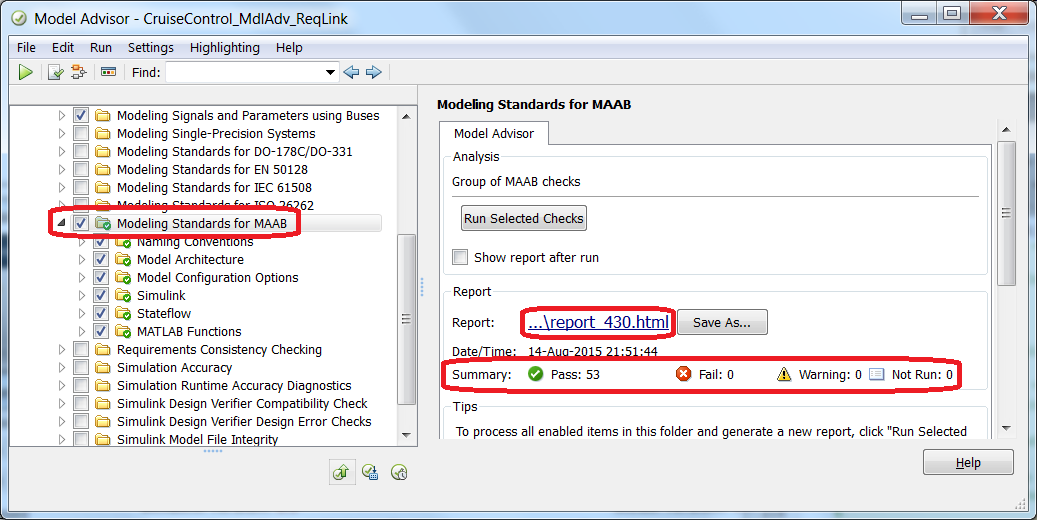 Model Advisor - CruiseControl_MdlAdv_ReqLink
File Edit Run Settings Highlighting Help
Find:
Modeling Signals and Parameters using Buses
Modeling Single-Precision Systems
Modeling Standards for DO-178C/DO-331
Modeling Standards for EN 50128
Modeling Standards for IEC 61508
Modeling Standards for ISO 26262
Modeling Standards for MAAB
Naming Conventions
Model Architecture
Model Configuration Options
Simulink
Stateflow
MATLAB Functions
Requirements Consistency Checking
Simulation Accuracy
Simulation Runtime Accuracy Diagnostics
Simulink Design Verifier Compatibility Check
Simulink Design Verifier Design Error Checks
Simulink Model File Integrity
Modeling Standards for MAAB
Model Advisor
Analysis
Group of MAAB checks
Run Selected Checks
Show report after run
Report
Report: ...\report_430.html Save As...
Date/Time: 14-Aug-2015 21:51:44
Summary: Pass: 53 Fail: 0 Warning: 0 Not Run: 0
Tips
To process all enabled items in this folder and generate a new report, click "Run Selected
Help